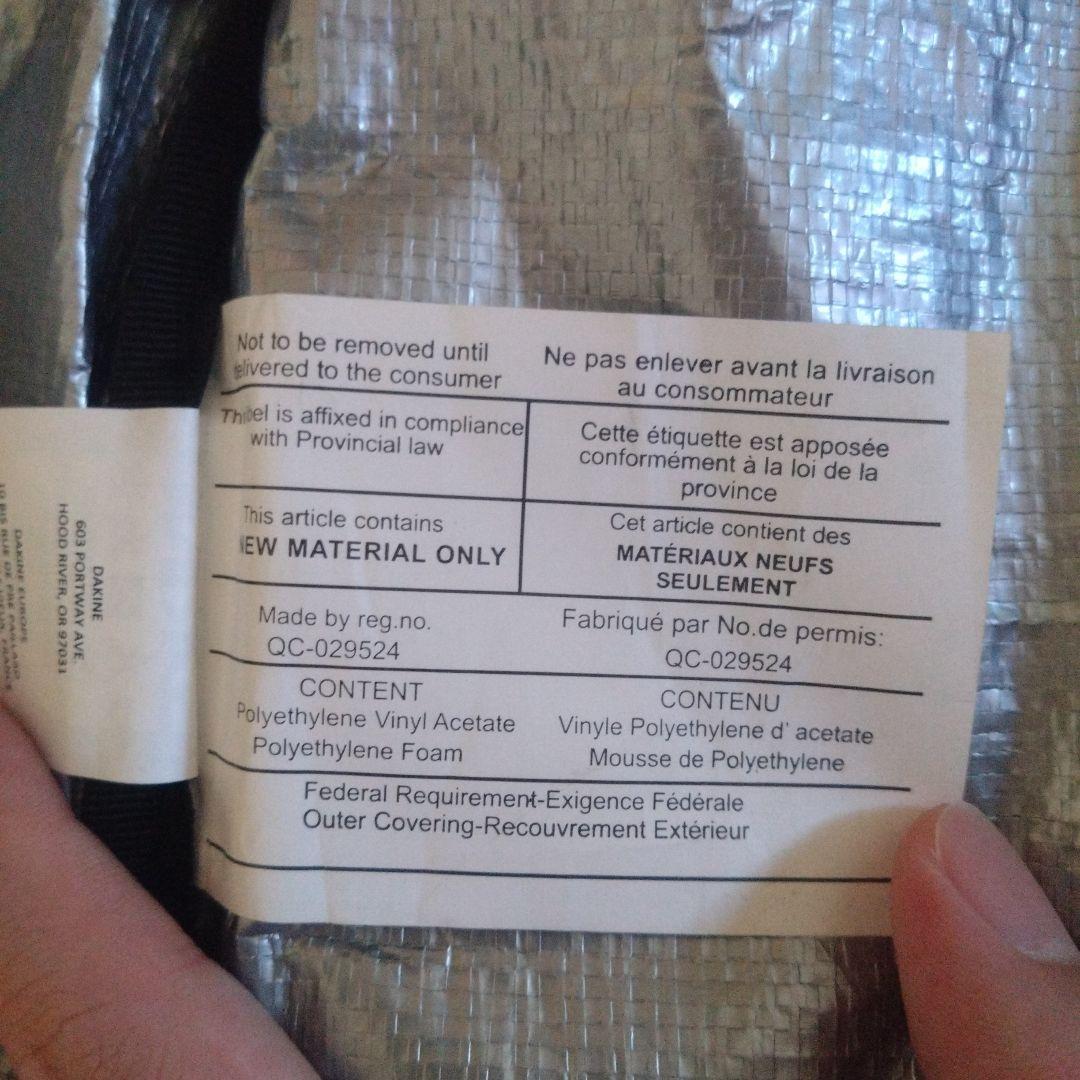 Not to be removed until
elivered to the consumer
Ne pas enlever avant la livraison
au consommateur
Th bel is affixed in compliance
with Provincial law
Cette étiquette est apposée
conformément à la loi de la
province
This article contains
EW MATERIAL ONLY
Cet article contient des
MATÉRIAUX NEUFS
SEULEMENT
Made by reg.no.
QC-029524
Fabriqué par No.de permis:
QC-029524
CONTENT
Polyethylene Vinyl Acetate
Polyethylene Foam
CONTENU
Vinyle Polyethylene d' acetate
Mousse de Polyethylene
Federal Requirement-Exigence Fédérale
Outer Covering-Recouvrement Extérieur
DAKINE
603 PORTWAY AVE.
HOOD RIVER, OR 97031
DAKINE EUROPE